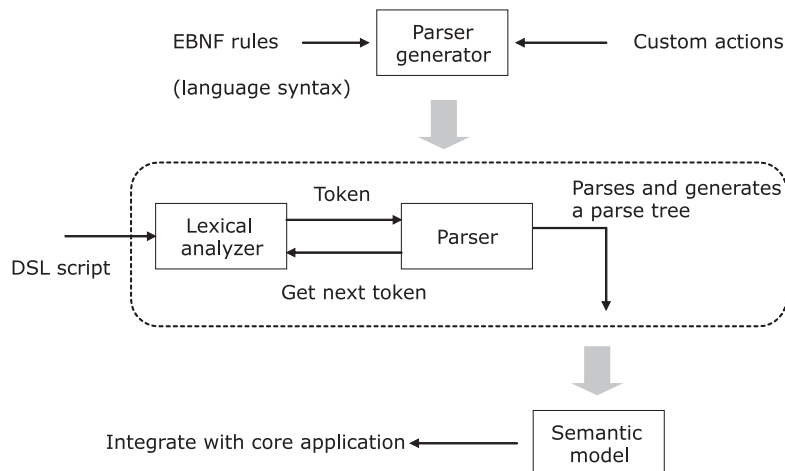 EBNF rules
(language syntax)
Parser
generator
Custom actions
Token
Parses and generates
a parse tree
Lexical
analyzer
Parser
DSL script
Get next token
Integrate with core application
Semantic
model